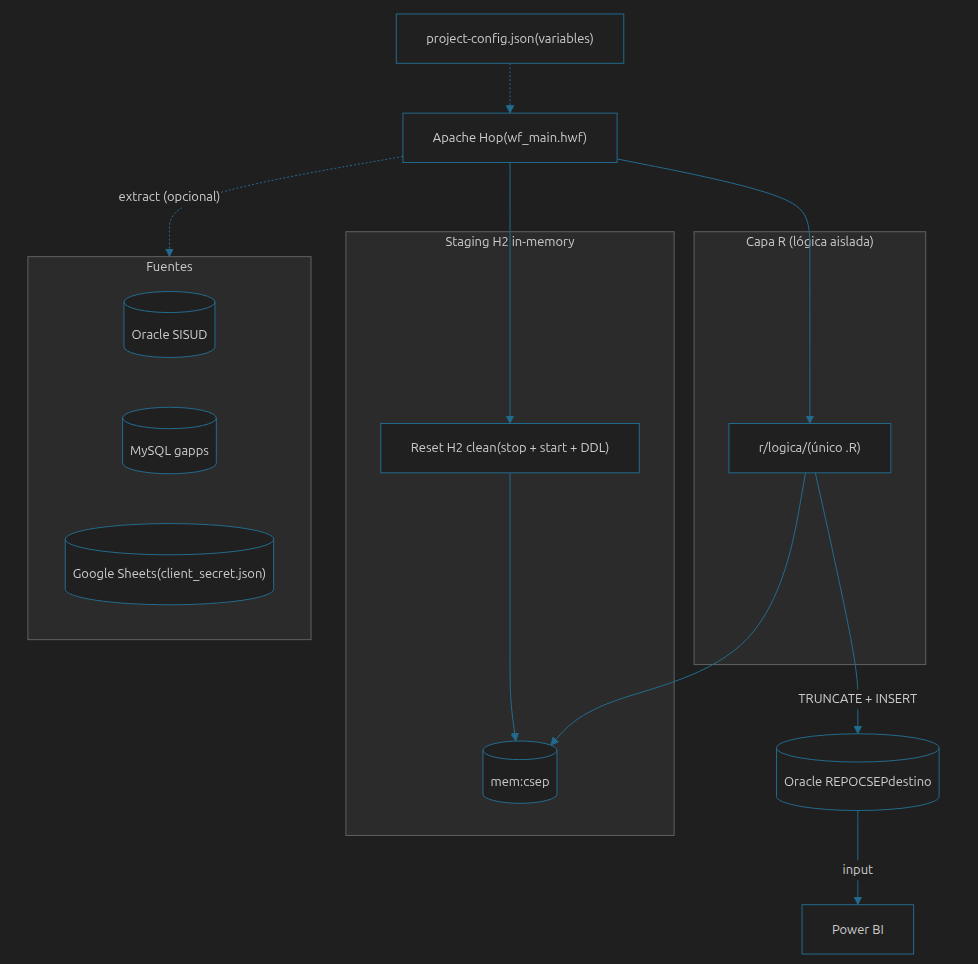 project-config.json(variables)
Apache Hop(wf_main.hwf)
extract (opcional)
Fuentes
Oracle SISUD
MySQL gapps
Google Sheets(client_secret.json)
Staging H2 in-memory
Reset H2 clean(stop + start + DDL)
mem:csep
Capa R (lógica aislada)
r/logica/(único .R)
TRUNCATE + INSERT
Oracle REPOCSEPdestino
input
Power BI